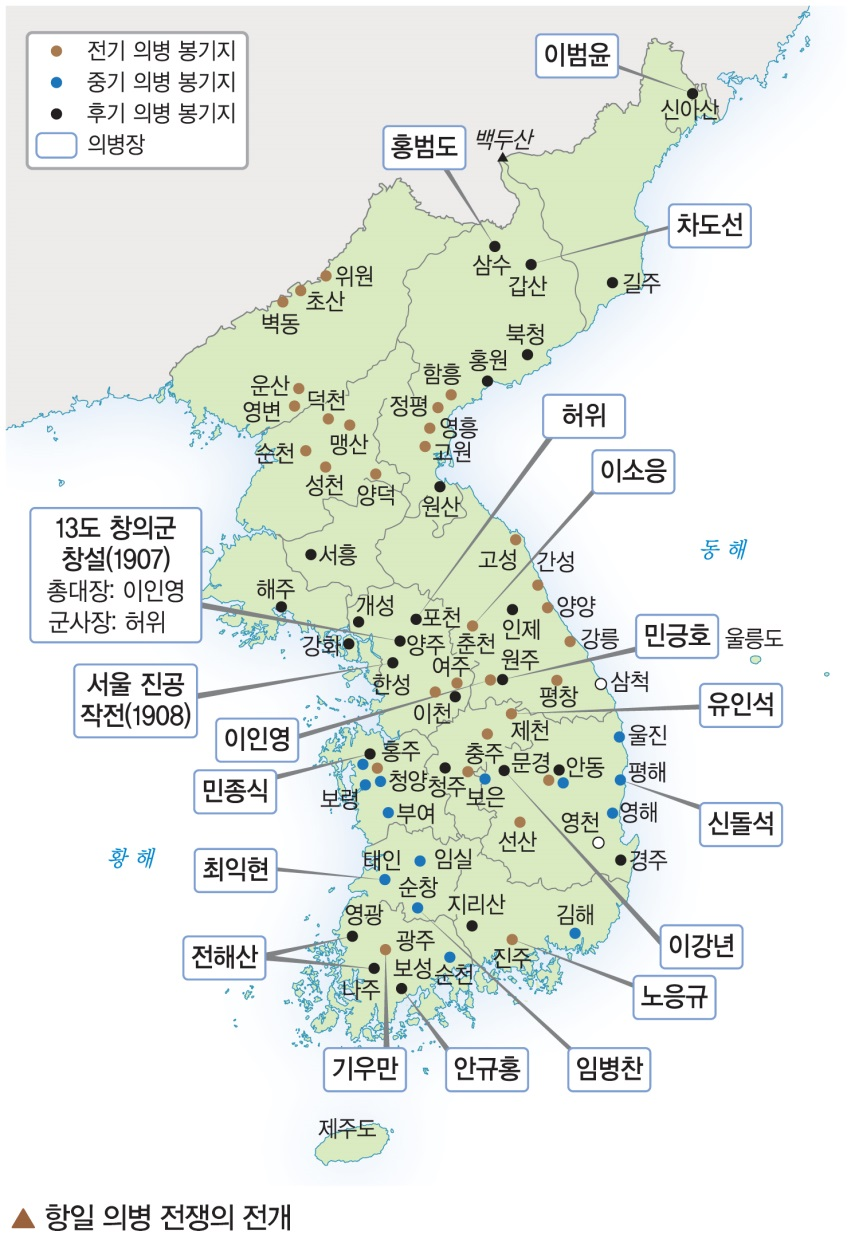 전기 의병 봉기지
중기 의병 봉기지
후기 의병 봉기지
의병장
이범윤
신아산
홍범도
백두산
차도선
삼수
갑산
길주
위원
초산
벽동
북청
홍원
함흥
정평
영흥
고원
운산
영변
덕천
맹산
순천
성천
양덕
원산
허위
이소응
13도 창의군
창설(1907)
총대장: 이인영
군사장: 허위
서흥
해주
고성
간성
양양
동해
개성
포천
강화
양주
춘천
인제
강릉
민긍호
울릉도
한성
여주
원주
이천
평창
삼척
서울 진공
작전(1908)
유인석
이인영
제천
울진
홍주
충주
문경
안동
평해
민종식
청양
청주
보은
보령
부여
선산
영천
영해
신돌석
황해
최익현
태인
임실
순창
경주
지리산
영광
김해
이강년
전해산
광주
나주
보성
순천
진주
노응규
기우만
안규홍
임병찬
제주도
▲ 항일 의병 전쟁의 전개